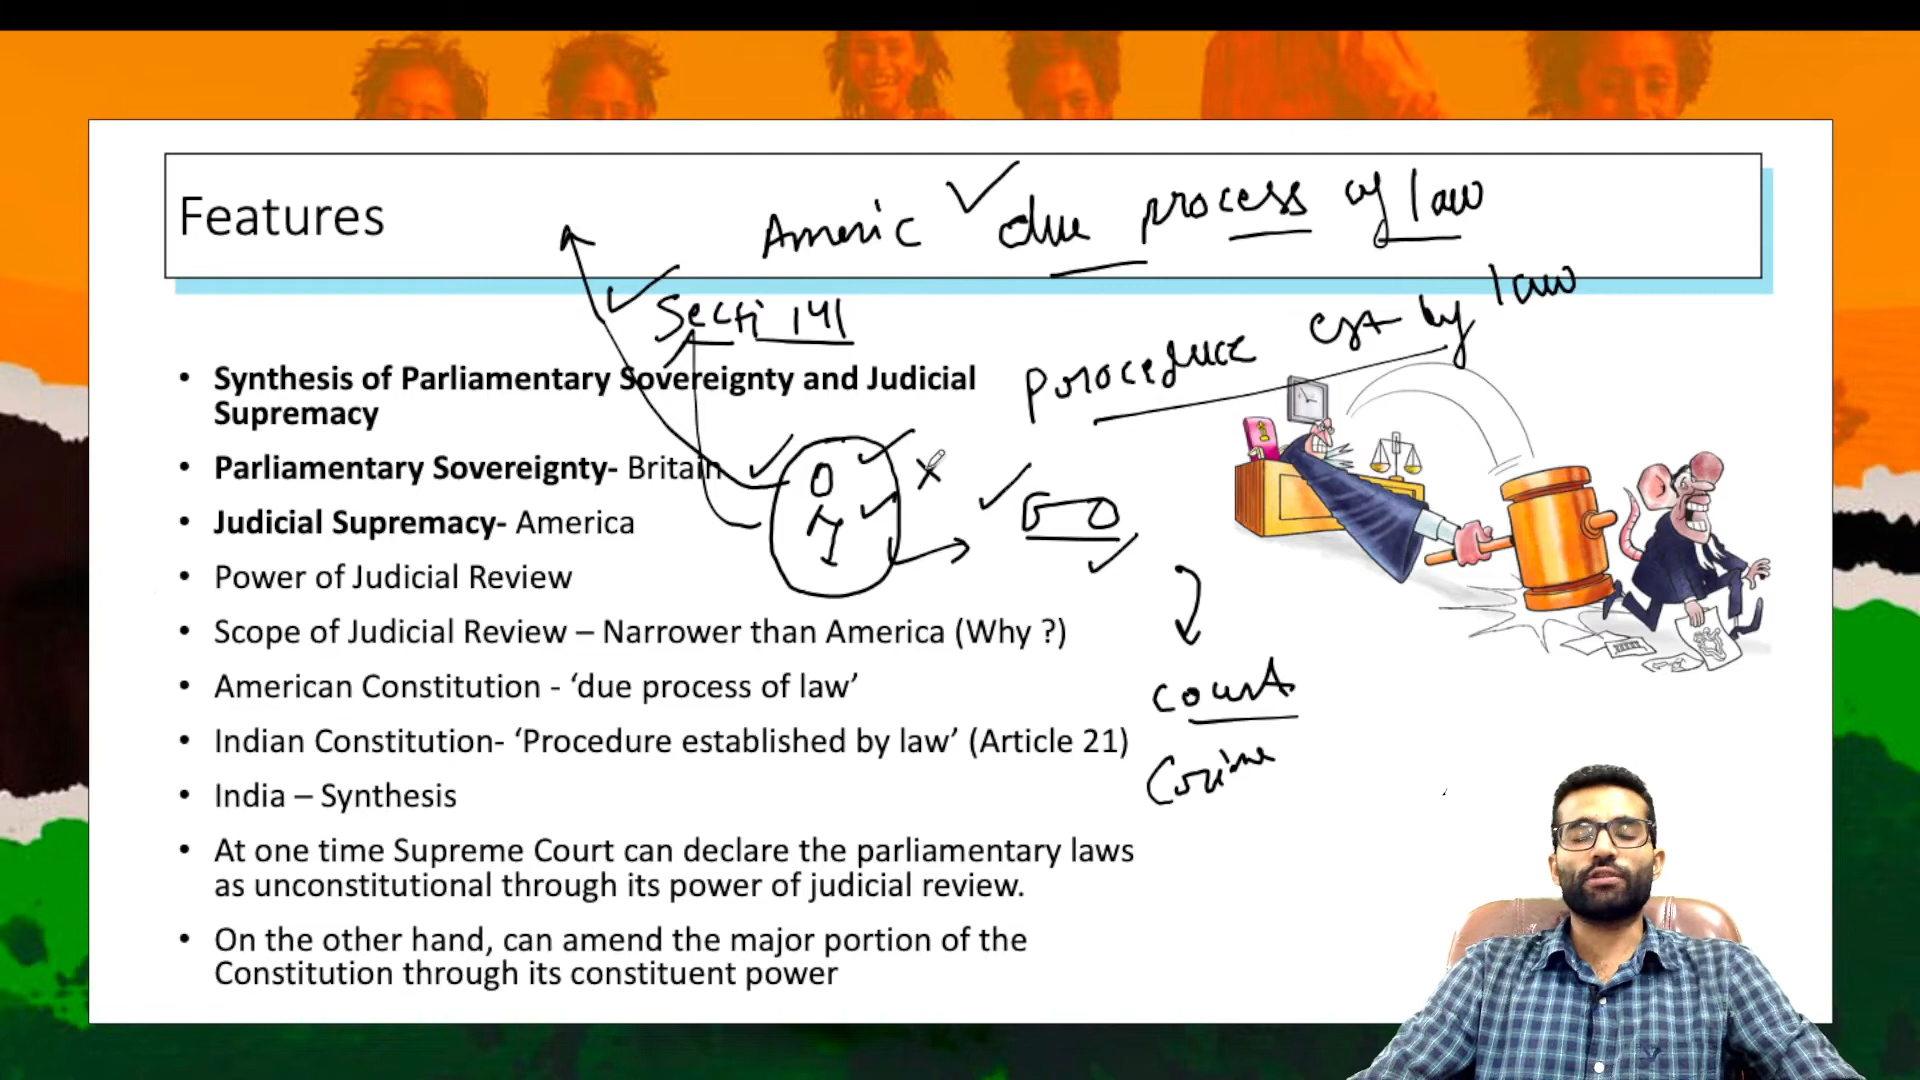 Features
Americ due process of law
Secti 141
Poroceduce est by law
• Synthesis of Parliamentary Sovereignty and Judicial
Supremacy
• Parliamentary Sovereignty- Britain
• Judicial Supremacy- America
• Power of Judicial Review
• Scope of Judicial Review – Narrower than America (Why ?)
• American Constitution - ‘due process of law’
Court
• Indian Constitution- ‘Procedure established by law’ (Article 21)
• India – Synthesis
• At one time Supreme Court can declare the parliamentary laws
as unconstitutional through its power of judicial review.
• On the other hand, can amend the major portion of the
Constitution through its constituent power